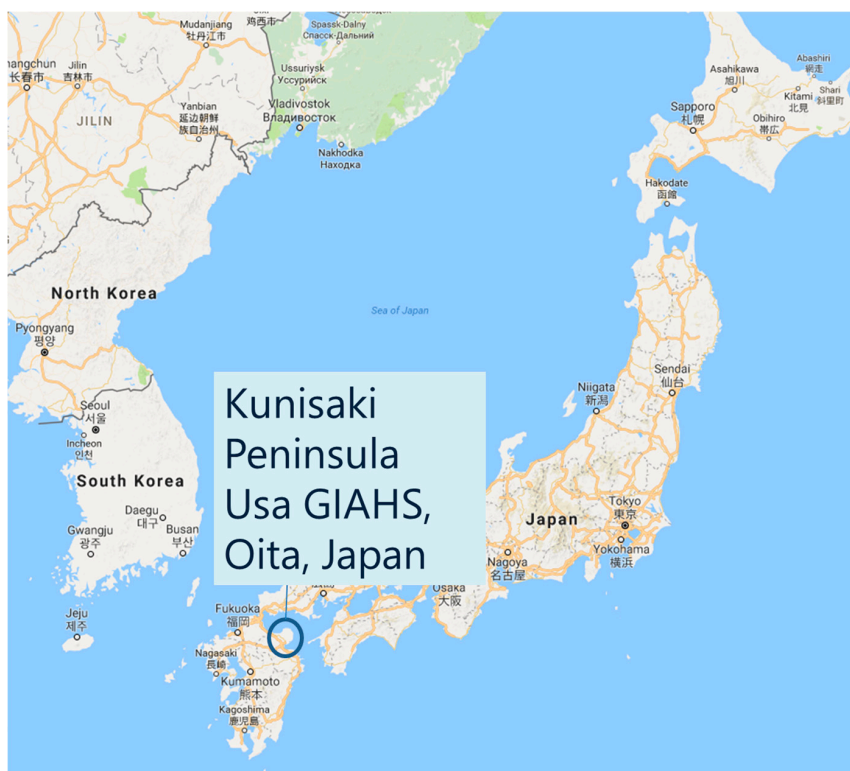 Mudanjiang
牡丹江市
鸡西市
Spassk-Dalny
Спасск-Дальний
Jilin
吉林市
长春市
Ussuriysk
Уссурийск
Asahikawa
旭川
Abashiri
網走
Shari
斜里町
Kitami
北見
JILIN
Yanbian
延边朝鲜
族自治州
Vladivostok
Владивосток
Sapporo
札幌
Obihiro
帯広
Nakhodka
Находка
Hakodate
函館
North Korea
Sea of Japan
Pyongyang
평양
Sendai
仙台
Niigata
新潟
Seoul
서울
Incheon
인천
Kunisaki
Peninsula
Usa GIAHS,
Oita, Japan
South Korea
Daegu
대구
Gwangju
광주
Busan
부산
Japan
Tokyo
東京
Yokohama
横浜
Nagoya
名古屋
Osaka
大阪
Jeju
제주
Fukuoka
福岡
Nagasaki
長崎
Kumamoto
熊本
Kagoshima
鹿児島